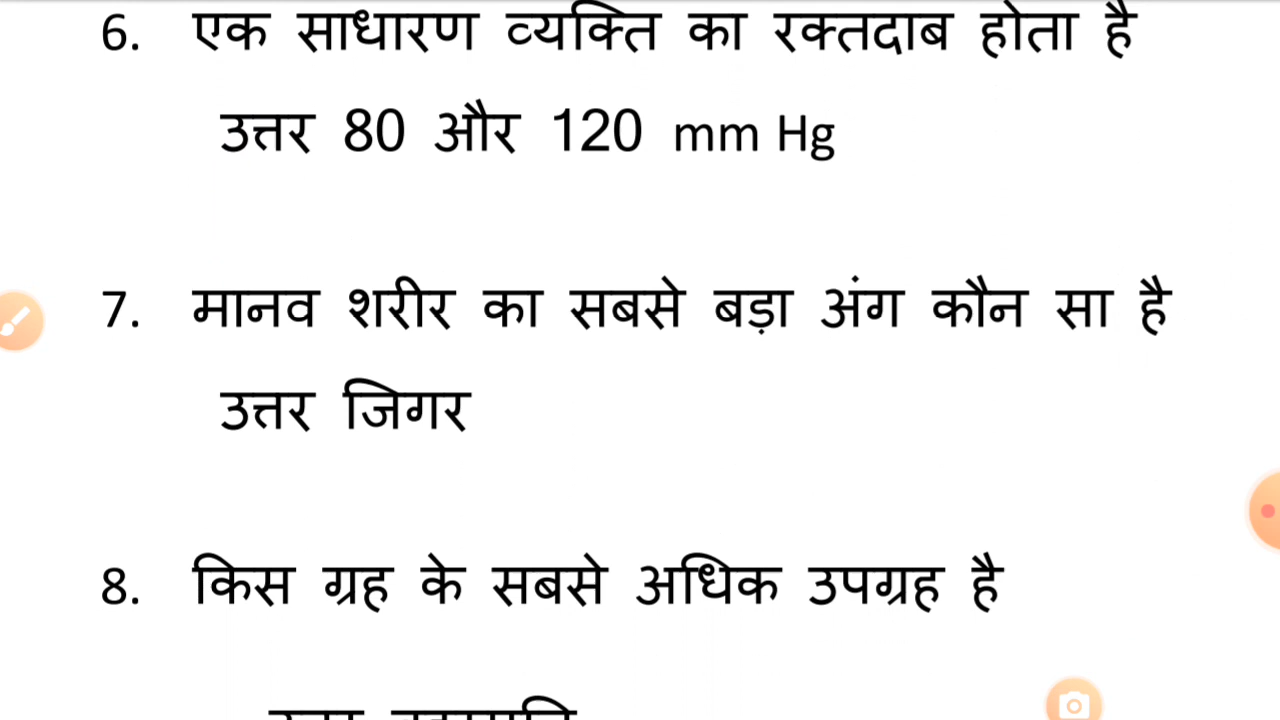 6. एक साधारण व्यक्ति का रक्तदाब होता है
उत्तर 80 और 120 mm Hg
7. मानव शरीर का सबसे बड़ा अंग कौन सा है
उत्तर जिगर
8. किस ग्रह के सबसे अधिक उपग्रह है